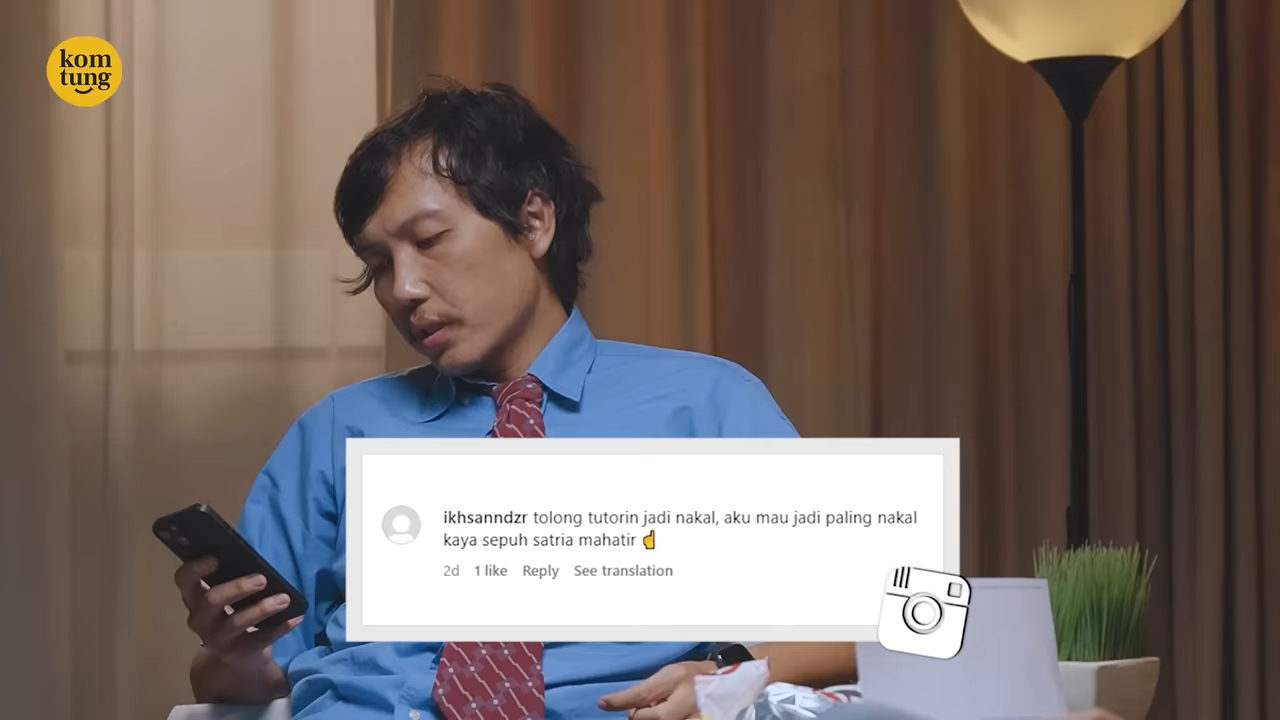 kom
tung
ikhsanndzr tolong tutorin jadi nakal, aku mau jadi paling nakal
kaya sepuh satria mahatir ☝
2d 1 like Reply See translation